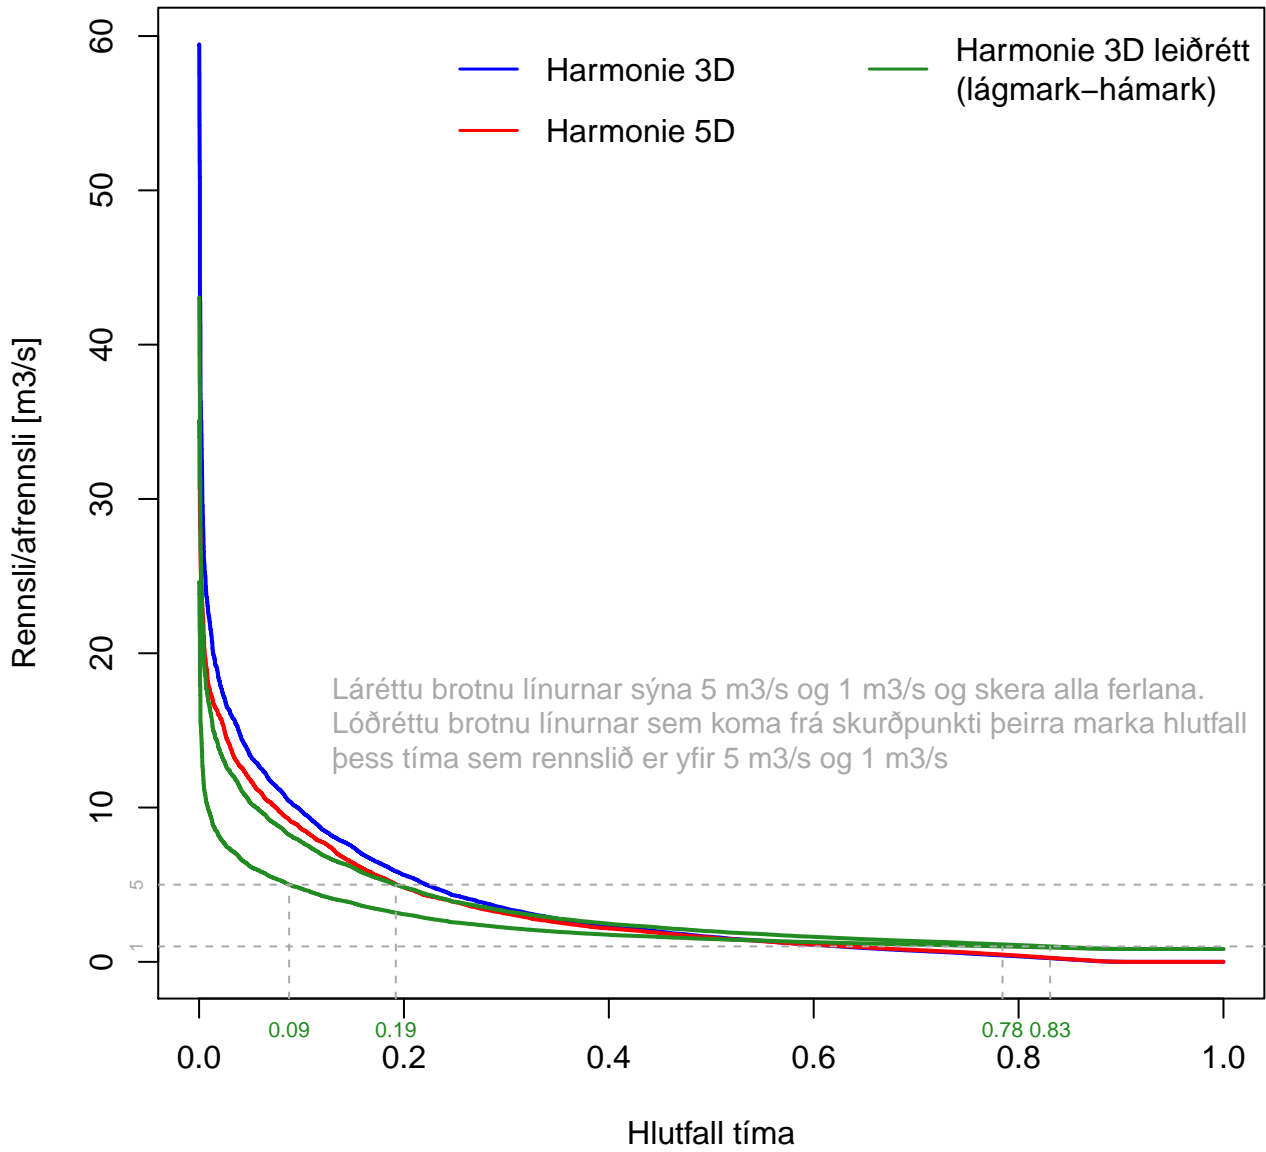 Harmonie 3D
Harmonie 5D
Harmonie 3D leiðrétt
(lágmark−hámark)
Rennsli/afrennsli [m3/s]
60
50
40
30
20
10
5
1
0
Láréttu brotnu línurnar sýna 5 m3/s og 1 m3/s og skera alla ferlana.
Lóðréttu brotnu línurnar sem koma frá skurðpunkti þeirra marka hlutfall
þess tíma sem rennslið er yfir 5 m3/s og 1 m3/s
0.09 0.19 0.78 0.83
0.0 0.2 0.4 0.6 0.8 1.0
Hlutfall tíma